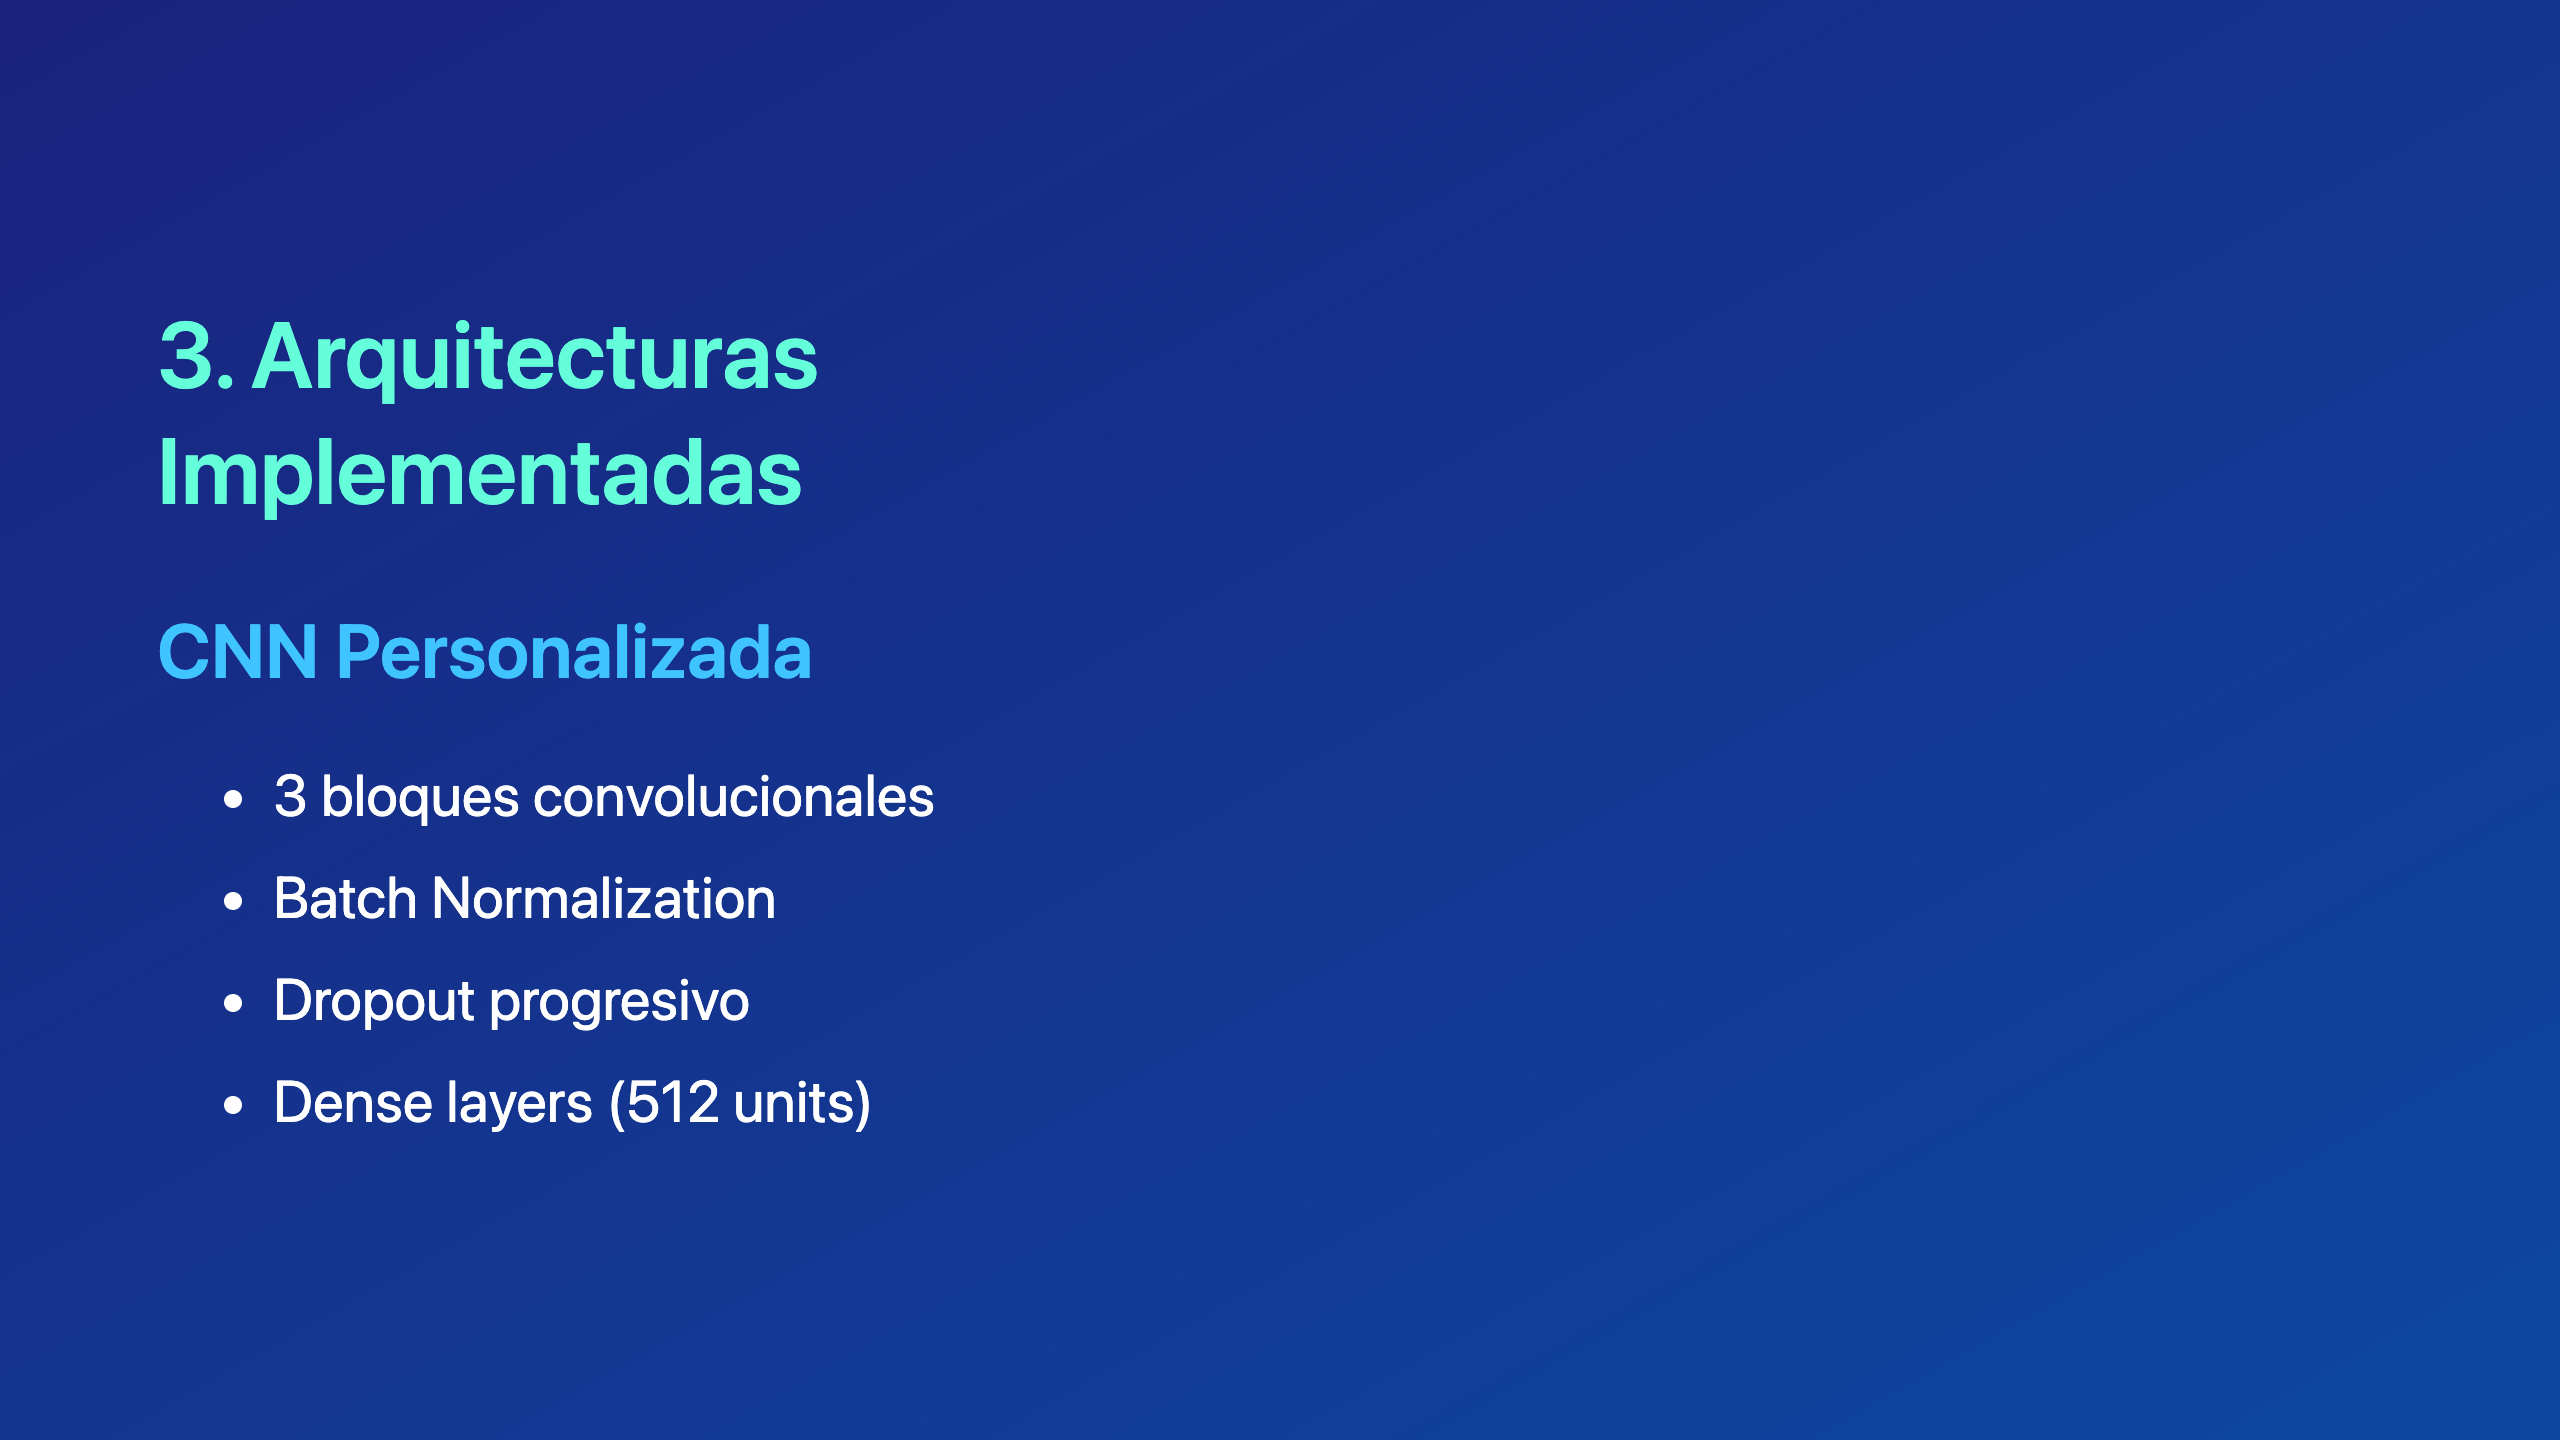 3. Arquitecturas
Implementadas
CNN Personalizada
• 3 bloques convolucionales
• Batch Normalization
• Dropout progresivo
• Dense layers (512 units)